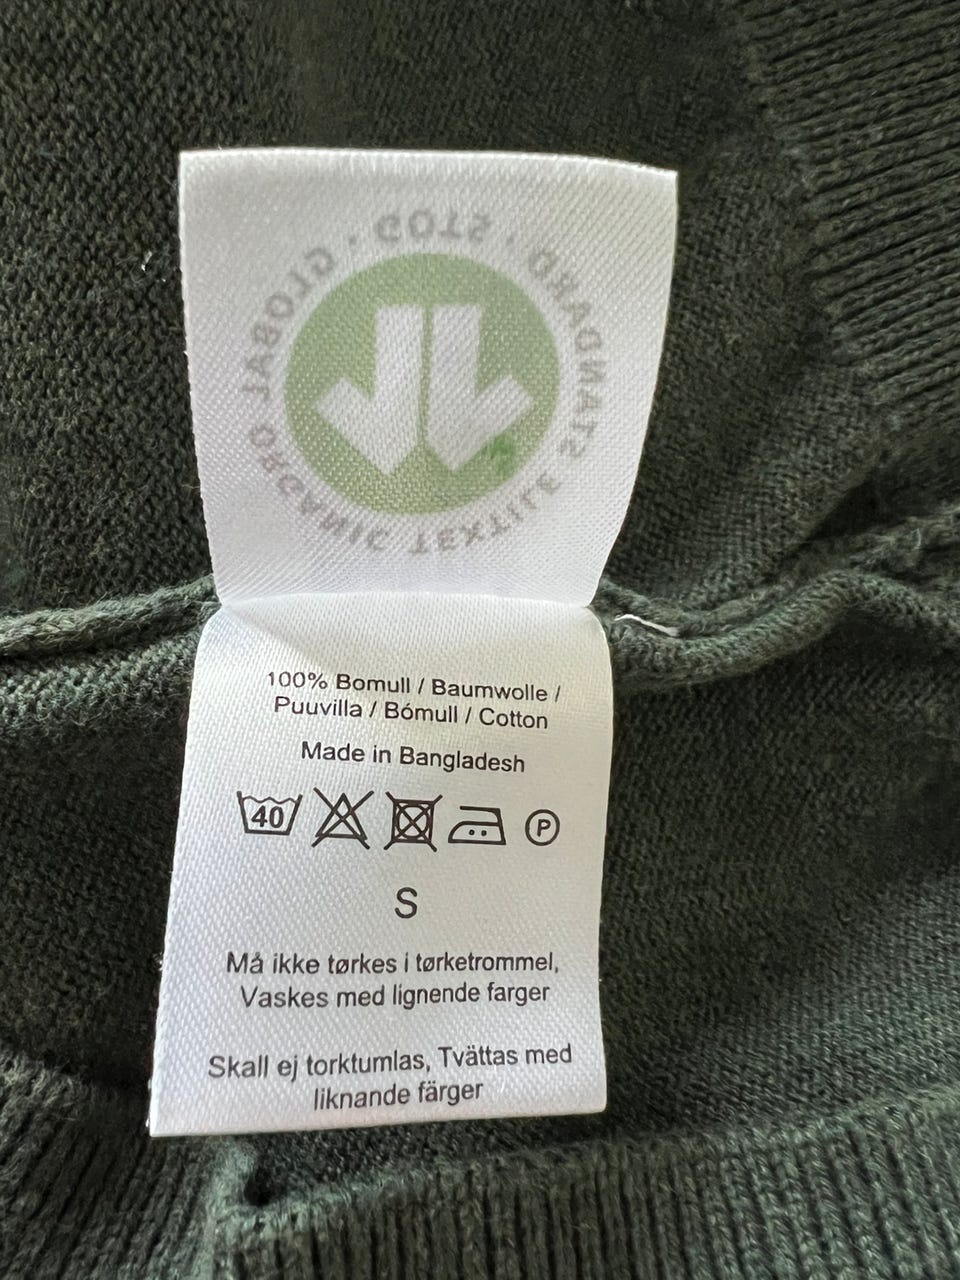 GLOBAL ORGANIC TEXTILE STANDARD · GOTS ·
100% Bomull / Baumwolle /
Puuvilla / Bómull / Cotton
Made in Bangladesh
40 P
S
Må ikke tørkes i tørketrommel,
Vaskes med lignende farger
Skall ej torktumlas, Tvättas med
liknande färger